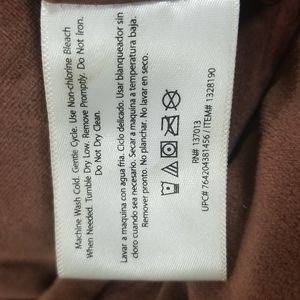 Machine Wash Cold. Gentle Cycle. Use Non-chlorine Bleach
When Needed. Tumble Dry Low. Remove Promptly. Do Not Iron.
Do Not Dry Clean.
Lavar a maquina con agua fria. Ciclo delicado. Usar blanqueador sin
cloro cuando sea necesario. Secar a maquina a temperatura baja.
Remover pronto. No planchar. No lavar en seco.
RN# 137013
UPC# 764204381456 / ITEM# 1328190